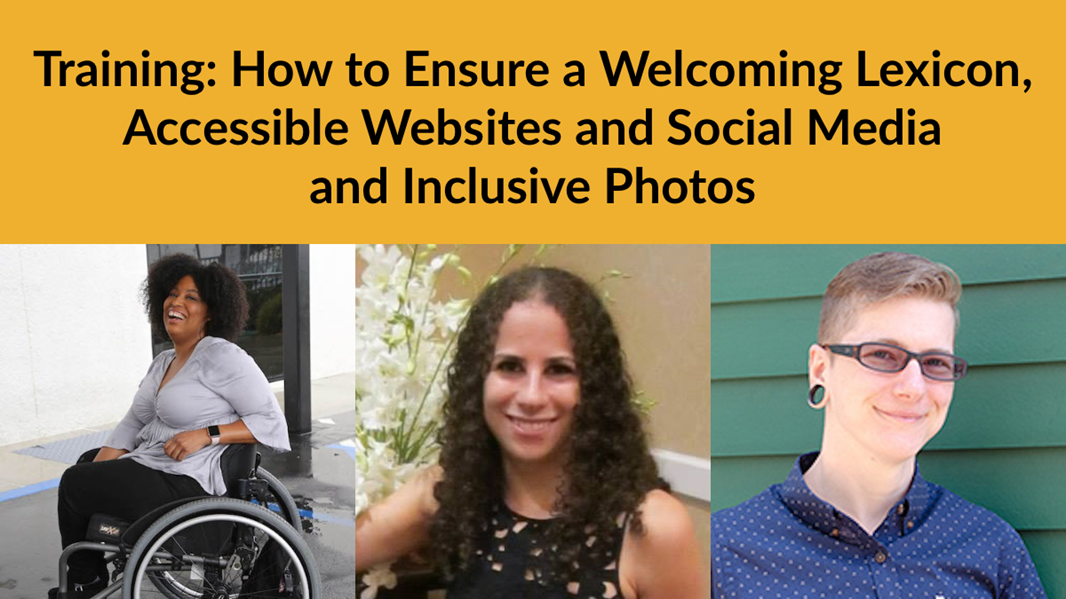 Training: How to Ensure a Welcoming Lexicon,
Accessible Websites and Social Media
and Inclusive Photos